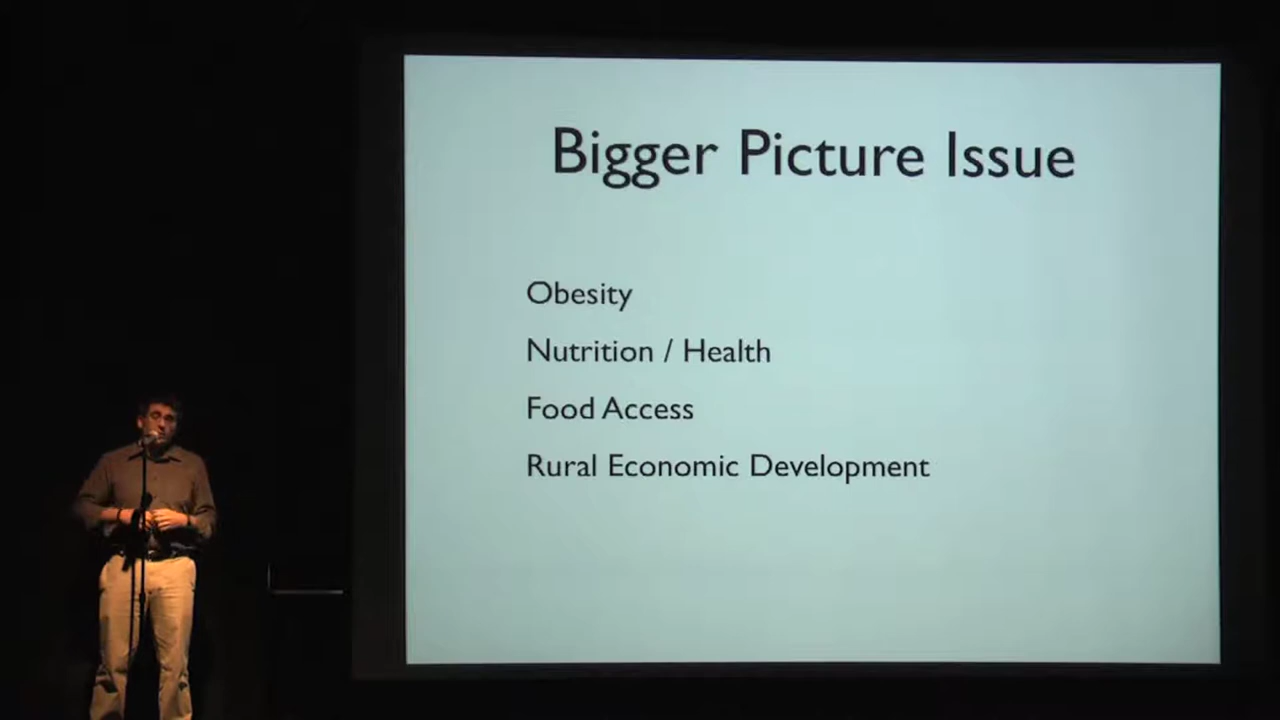 Bigger Picture Issue
Obesity
Nutrition / Health
Food Access
Rural Economic Development